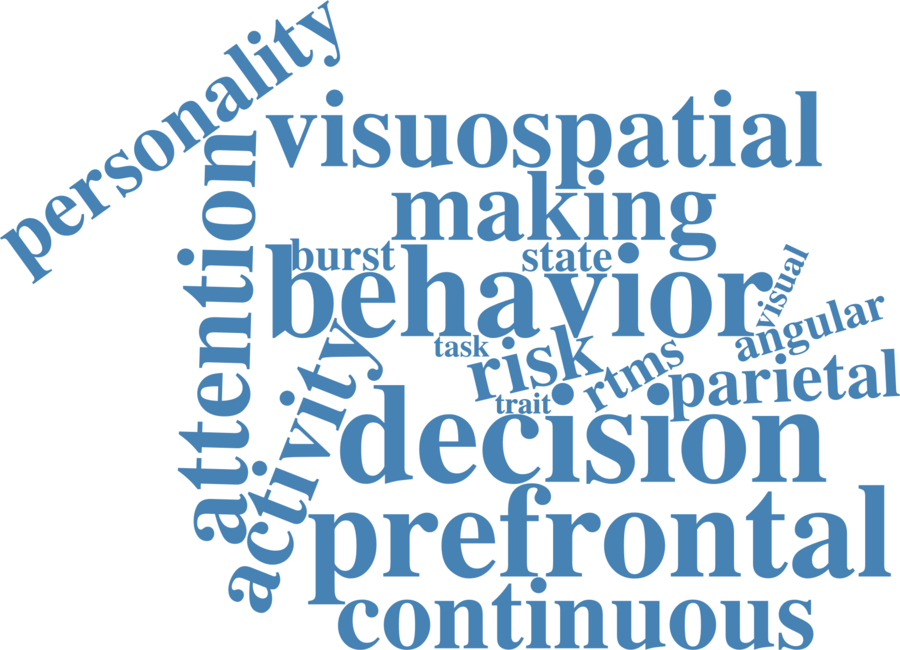 personality
visuospatial
attention
making
burst
state
behavior
visual
angular
task
risk
rtms
parietal
activity
trait
decision
prefrontal
continuous